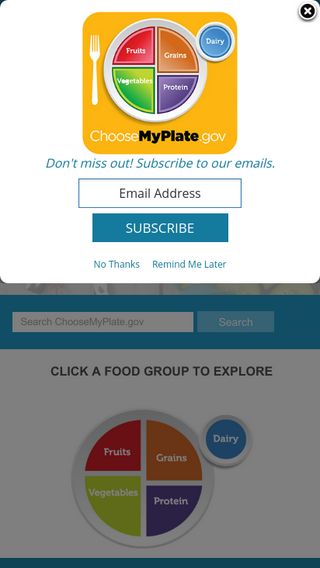 Fruits
Grains
Dairy
Vegetables
Protein
ChooseMyPlate.gov
Don't miss out! Subscribe to our emails.
Email Address
SUBSCRIBE
No Thanks Remind Me Later
Search ChooseMyPlate.gov Search
CLICK A FOOD GROUP TO EXPLORE
Fruits
Grains
Dairy
Vegetables
Protein